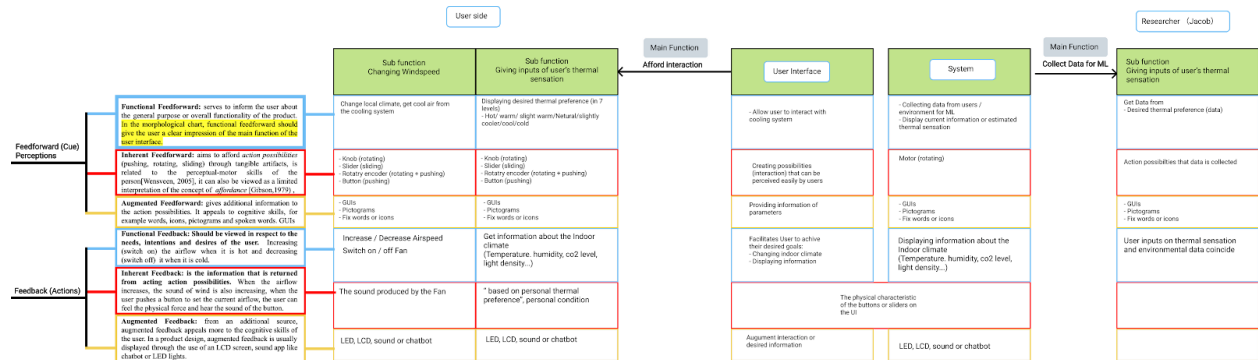 User side
Researcher （Jacob）
Main Function
Afford Interaction
Main Function
Collect Data for ML
Sub function
Changing Windspeed
Sub function
Giving inputs of user's thermal
sensation
User Interface
System
Sub function
Giving inputs of user's thermal
sensation
Feedforward (Cue)
Perceptions
Functional Feedforward: serves to inform the user about
the general purpose or overall functionality of the product.
In the morphological chart, functional feedforward should
give the user a clear impression of the main function of the
user interface.
Change local climate, get cool air from
the cooling system
Displaying desired thermal preference (in 7
levels)
- Hot/ warm/ slight warm/Netural/slightly
cooler/cool/cold
- Allow user to interact with
cooling system
- Collecting data from users /
environment for ML
- Display current information or estimated
thermal sensation
Get Data from
- Desired thermal preference (data)
Inherent Feedforward: aims to afford action possibilities
(pushing, rotating, sliding) through tangible artifacts, is
related to the perceptual-motor skills of the
person[Wensveen, 2005], it can also be viewed as a limited
interpretation of the concept of affordance [Gibson,1979) ,
- Knob (rotating)
- Slider (sliding)
- Rotatry encoder (rotating + pushing)
- Button (pushing)
- Knob (rotating)
- Slider (sliding)
- Rotatry encoder (rotating + pushing)
- Button (pushing)
Creating possibilities
(interaction) that can be
perceived easily by users
Motor (rotating)
Action possibilties that data is collected
Augmented Feedforward: gives additional information to
the action possibilities. It appeals to cognitive skills, for
example words, icons, pictograms and spoken words. GUIs
- GUIs
- Pictograms
- Fix words or icons
- GUIs
- Pictograms
- Fix words or icons
Providing information of
parameters
- GUIs
- Pictograms
- Fix words or icons
- GUIs
- Pictograms
- Fix words or icons
Feedback (Actions)
Functional Feedback: Should be viewed in respect to the
needs, intentions and desires of the user. Increasing
(switch on) the airflow when it is hot and decreasing
(switch off) it when it is cold.
Increase / Decrease Airspeed
Switch on / off Fan
Get information about the Indoor
climate
(Temperature. humidity, co2 level,
light density...)
Facilitates User to achive
their desired goals:
- Changing indoor climate
- Displaying information
Displaying information about the
Indoor climate
(Temperature. humidity, co2 level,
light density...)
User inputs on thermal sensation
and environmental data coincide
Inherent Feedback: is the information that is returned
from acting action possibilities. When the airflow
increases, the sound of wind is also increasing, when the
user pushes a button to set the current airflow, the user can
feel the physical force and hear the sound of the button.
The sound produced by the Fan
" based on personal thermal
preference", personal condition
The physical characteristic
of the buttons or sliders on
the UI
Augmented Feedback: from an additional source,
augmented feedback appeals more to the cognitive skills of
the user. In a product design, augmented feedback is usually
displayed through the use of an LCD screen, sound app like
chatbot or LED lights.
LED, LCD, sound or chatbot
LED, LCD, sound or chatbot
Augument interaction or
desired information
LED, LCD, sound or chatbot